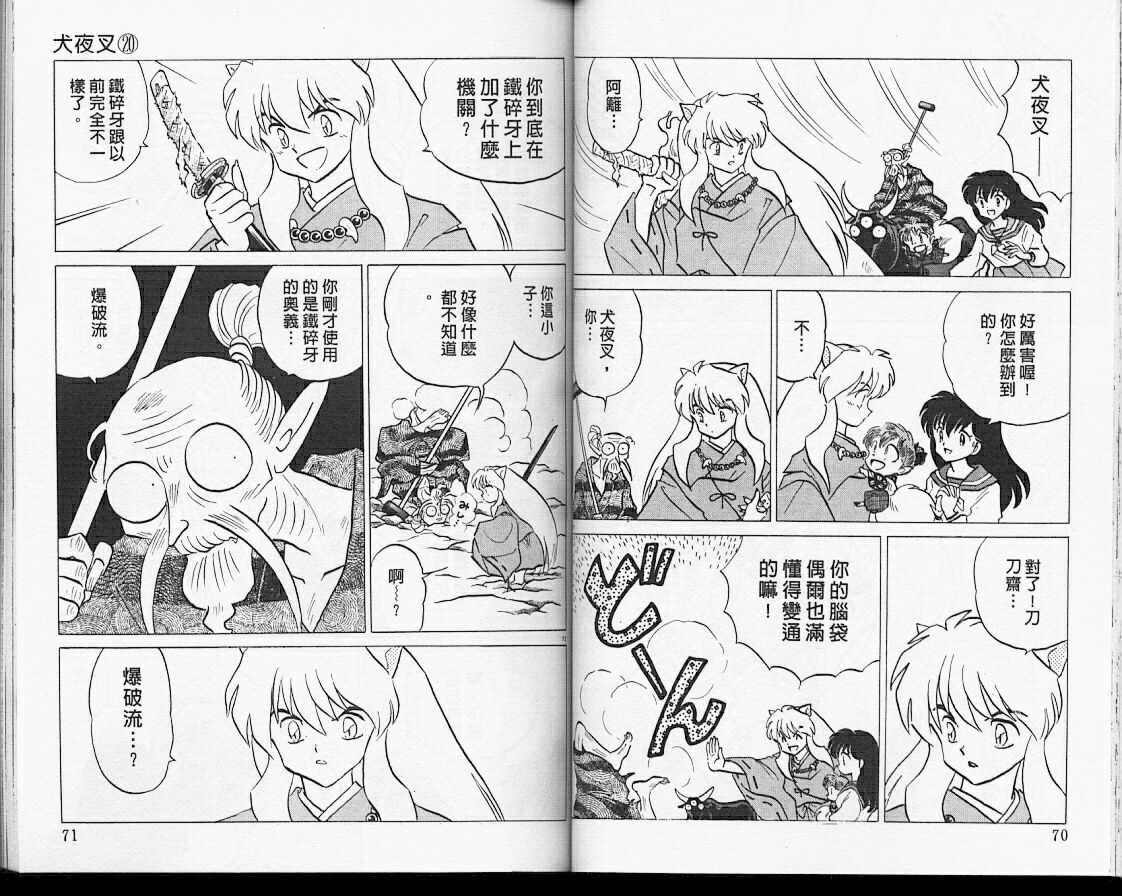 犬夜叉⑳
犬夜叉——
阿籬…
好厲害喔！
你怎麼辦到
的？
不…
犬夜叉，
你…
對了！刀
刀齋…
你的腦袋
偶爾也滿
懂得變通
的嘛！
どーん
70
你到底在
鐵碎牙上
加了什麼
機關？
鐵碎牙跟以
前完全不一
樣了。
你這小
子…
好像什麼
都不知道
。
啊…？
你剛才使用
的是鐵碎牙
的奧義…
爆破流。
爆破流…？
71